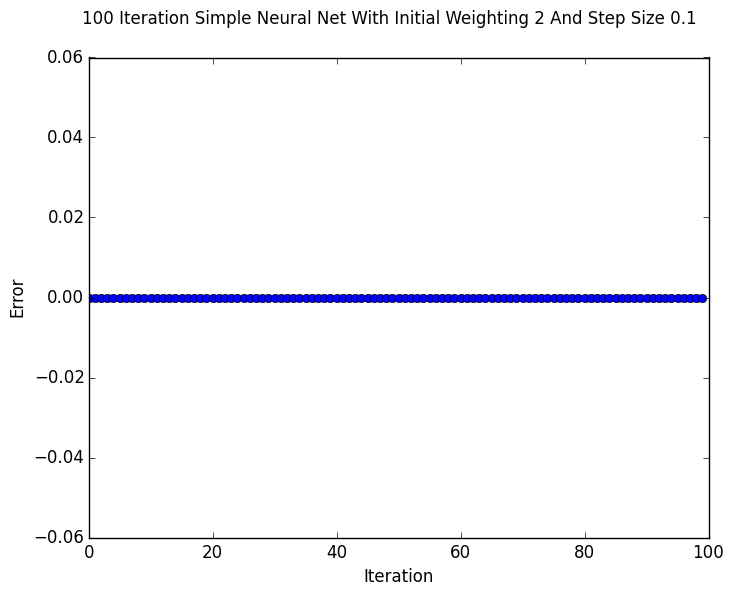 100 Iteration Simple Neural Net With Initial Weighting 2 And Step Size 0.1
0.06
0.04
0.02
0.00
−0.02
−0.04
−0.06
Error
0 20 40 60 80 100
Iteration